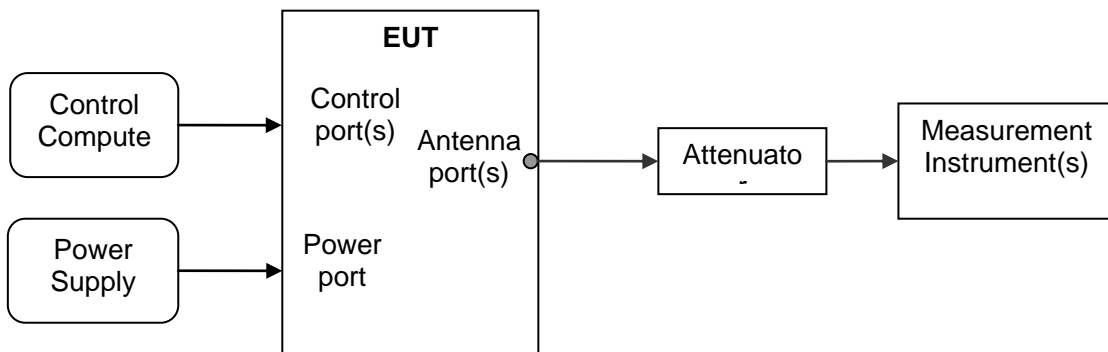 EUT
Control
Compute
Control
port(s)
Antenna
port(s)
Attenuato
Measurement
Instrument(s)
Power
Supply
Power
port